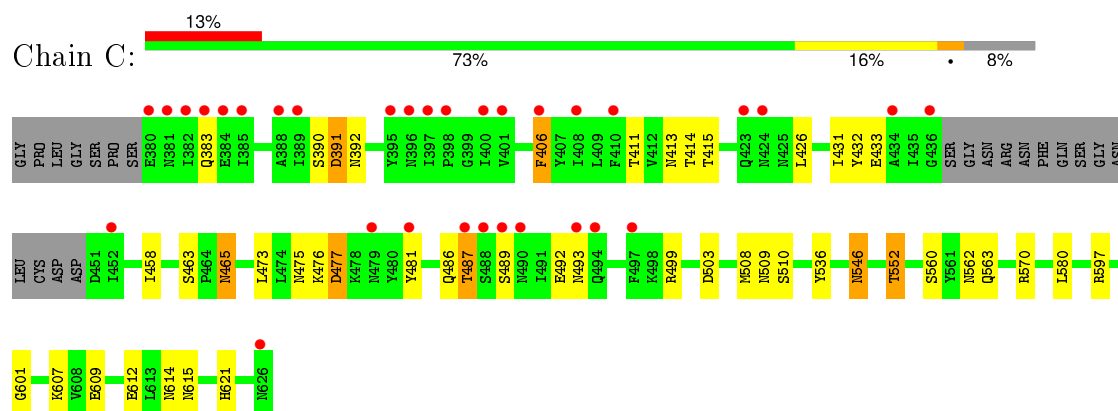 13%
Chain C:
73% 16% • 8%
GLY PRO LEU GLY SER PRO SER E380 N381 I382 Q383 E384 I385 A388 I389 S390 D391 N392 Y395 N396 I397 P398 G399 I400 V401 F406 Y407 I408 L409 F410 T411 V412 N413 T414 E415 Q423 N424 N425 L426 I431 Y432 E433 A434 Y435 G436 SER GLY ASN ARG ASN PHE GLN SER GLY ASN
LEU CYS ASP ASP D451 I452 I458 S463 P464 N465 L473 L474 N475 K476 D477 K478 N479 Y480 Y481 Q486 T487 S488 S489 N490 I491 E492 N493 Q494 F497 K498 R499 D503 M508 N509 S510 Y536 N546 T552 S560 Y561 N562 Q563 R570 L580 R597
G601 K607 V608 E609 E612 L613 N614 N615 H621 N626